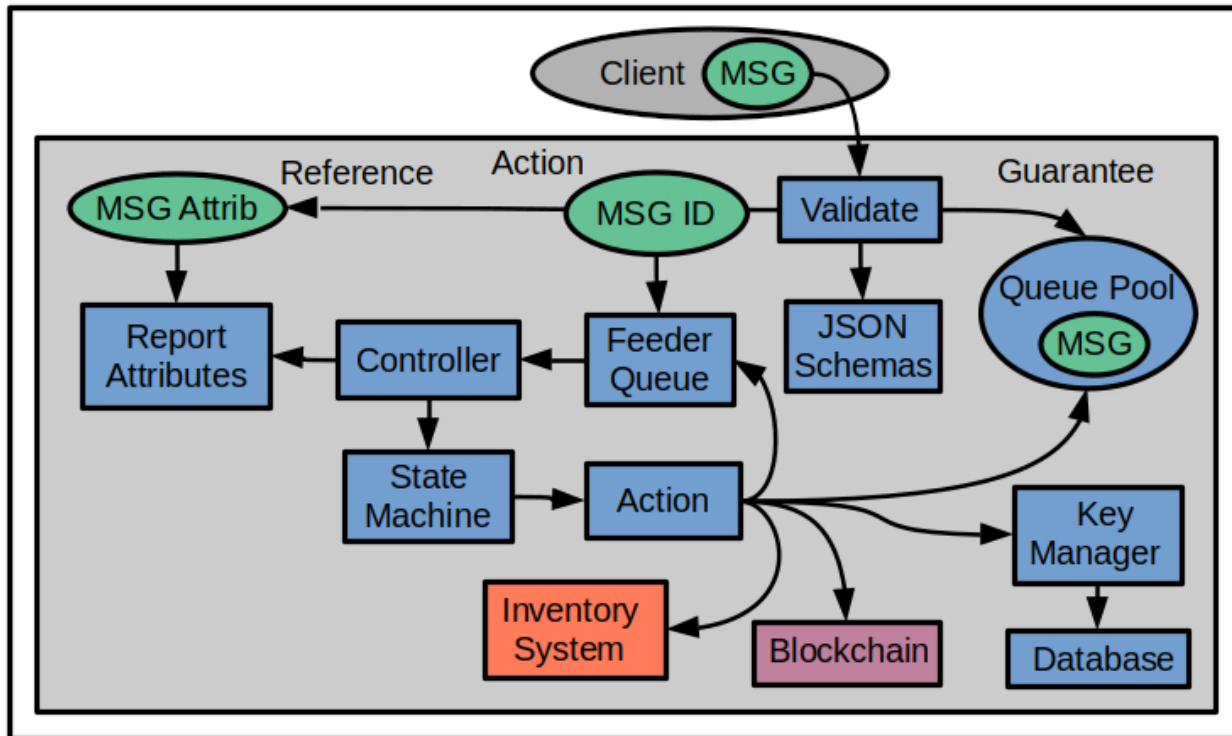 Client
MSG
Reference
Action
Guarantee
MSG Attrib
MSG ID
Validate
Queue Pool
MSG
Report
Attributes
Controller
Feeder
Queue
JSON
Schemas
State
Machine
Action
Key
Manager
Inventory
System
Blockchain
Database